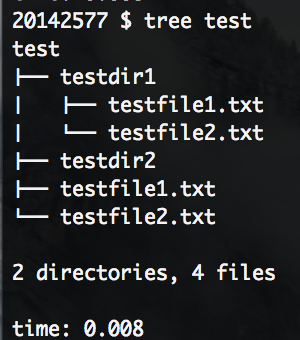 20142577 $ tree test
test
├── testdir1
|   ├── testfile1.txt
|   └── testfile2.txt
├── testdir2
├── testfile1.txt
└── testfile2.txt

2 directories, 4 files

time: 0.008